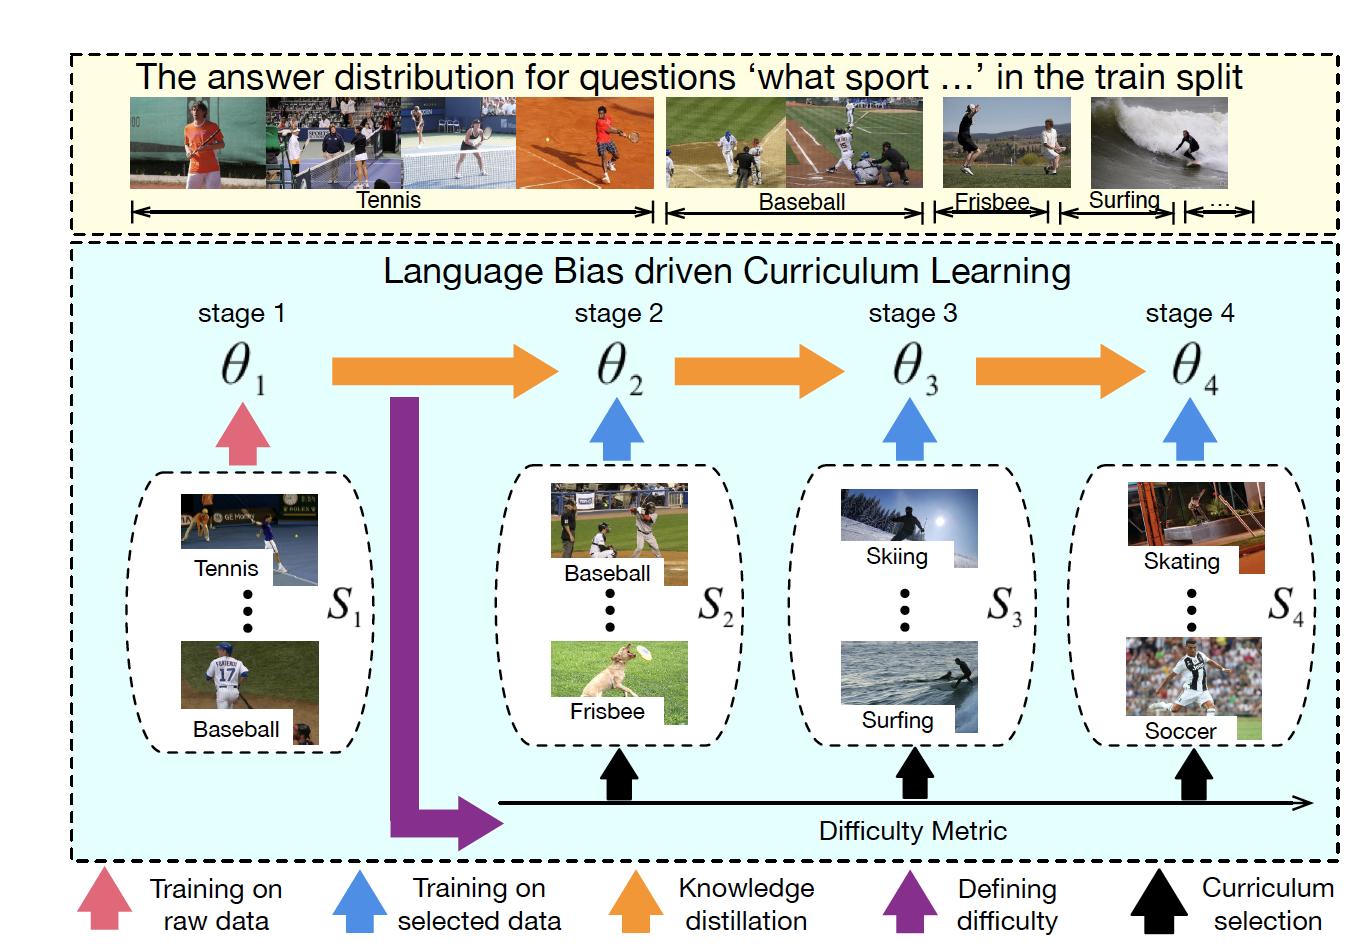 The answer distribution for questions ‘what sport ...’ in the train split
Tennis
Baseball
Frisbee
Surfing
...
Language Bias driven Curriculum Learning
stage 1
stage 2
stage 3
stage 4
θ1
θ2
θ3
θ4
Tennis
S1
17
Baseball
Baseball
S2
Frisbee
Skiing
S3
Surfing
Skating
S4
Soccer
Difficulty Metric
Training on
raw data
Training on
selected data
Knowledge
distillation
Defining
difficulty
Curriculum
selection